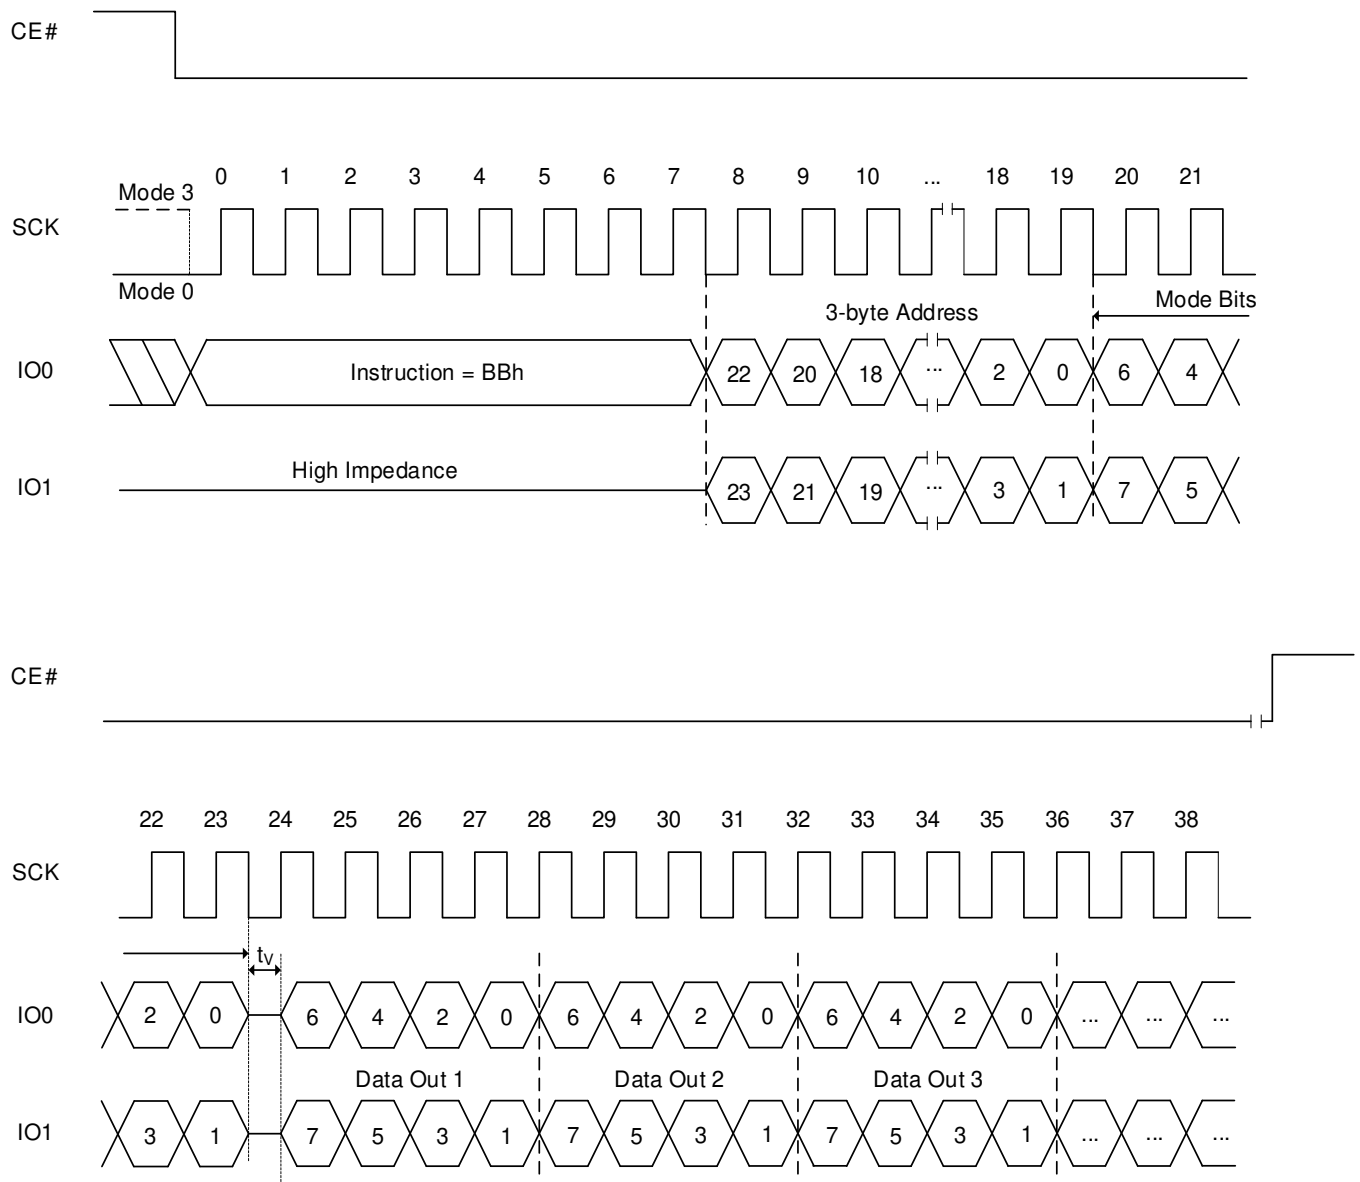 CE#
0 1 2 3 4 5 6 7 8 9 10 ... 18 19 20 21
Mode 3
SCK
Mode 0
3-byte Address
Mode Bits
IO0
Instruction = BBh
22 20 18 ... 2 0 6 4
High Impedance
IO1
23 21 19 ... 3 1 7 5
CE#
22 23 24 25 26 27 28 29 30 31 32 33 34 35 36 37 38
SCK
tV
IO0
2 0 6 4 2 0 6 4 2 0 6 4 2 0 ... ... ...
Data Out 1 Data Out 2 Data Out 3
IO1
3 1 7 5 3 1 7 5 3 1 7 5 3 1 ... ... ...